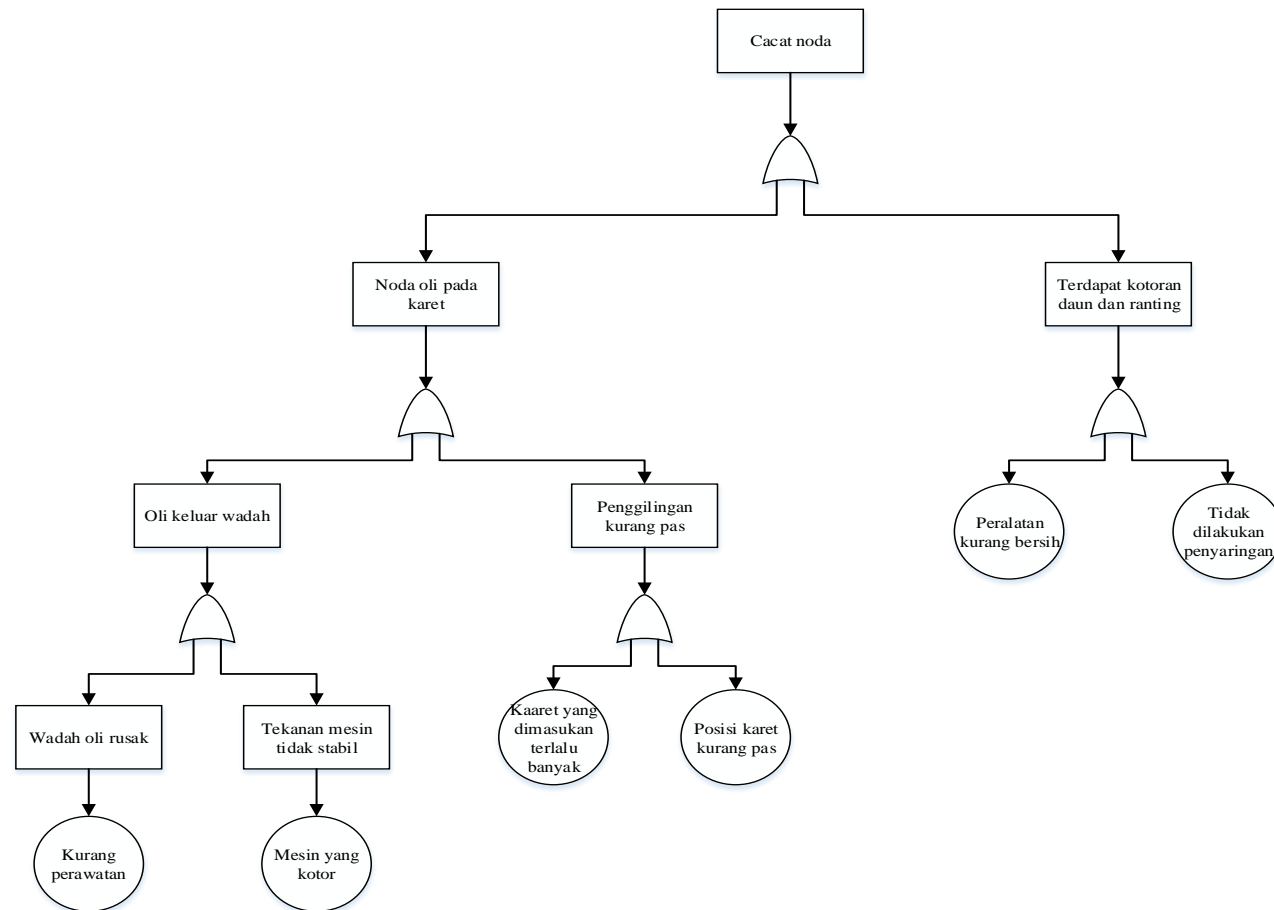 Cacat noda
Noda oli pada
karet
Terdapat kotoran
daun dan ranting
Oli keluar wadah
Penggilingan
kurang pas
Peralatan
kurang bersih
Tidak
dilakukan
penyaringan
Wadah oli rusak
Tekanan mesin
tidak stabil
Kaaret yang
dimasukan
terlalu
banyak
Posisi karet
kurang pas
Kurang
perawatan
Mesin yang
kotor